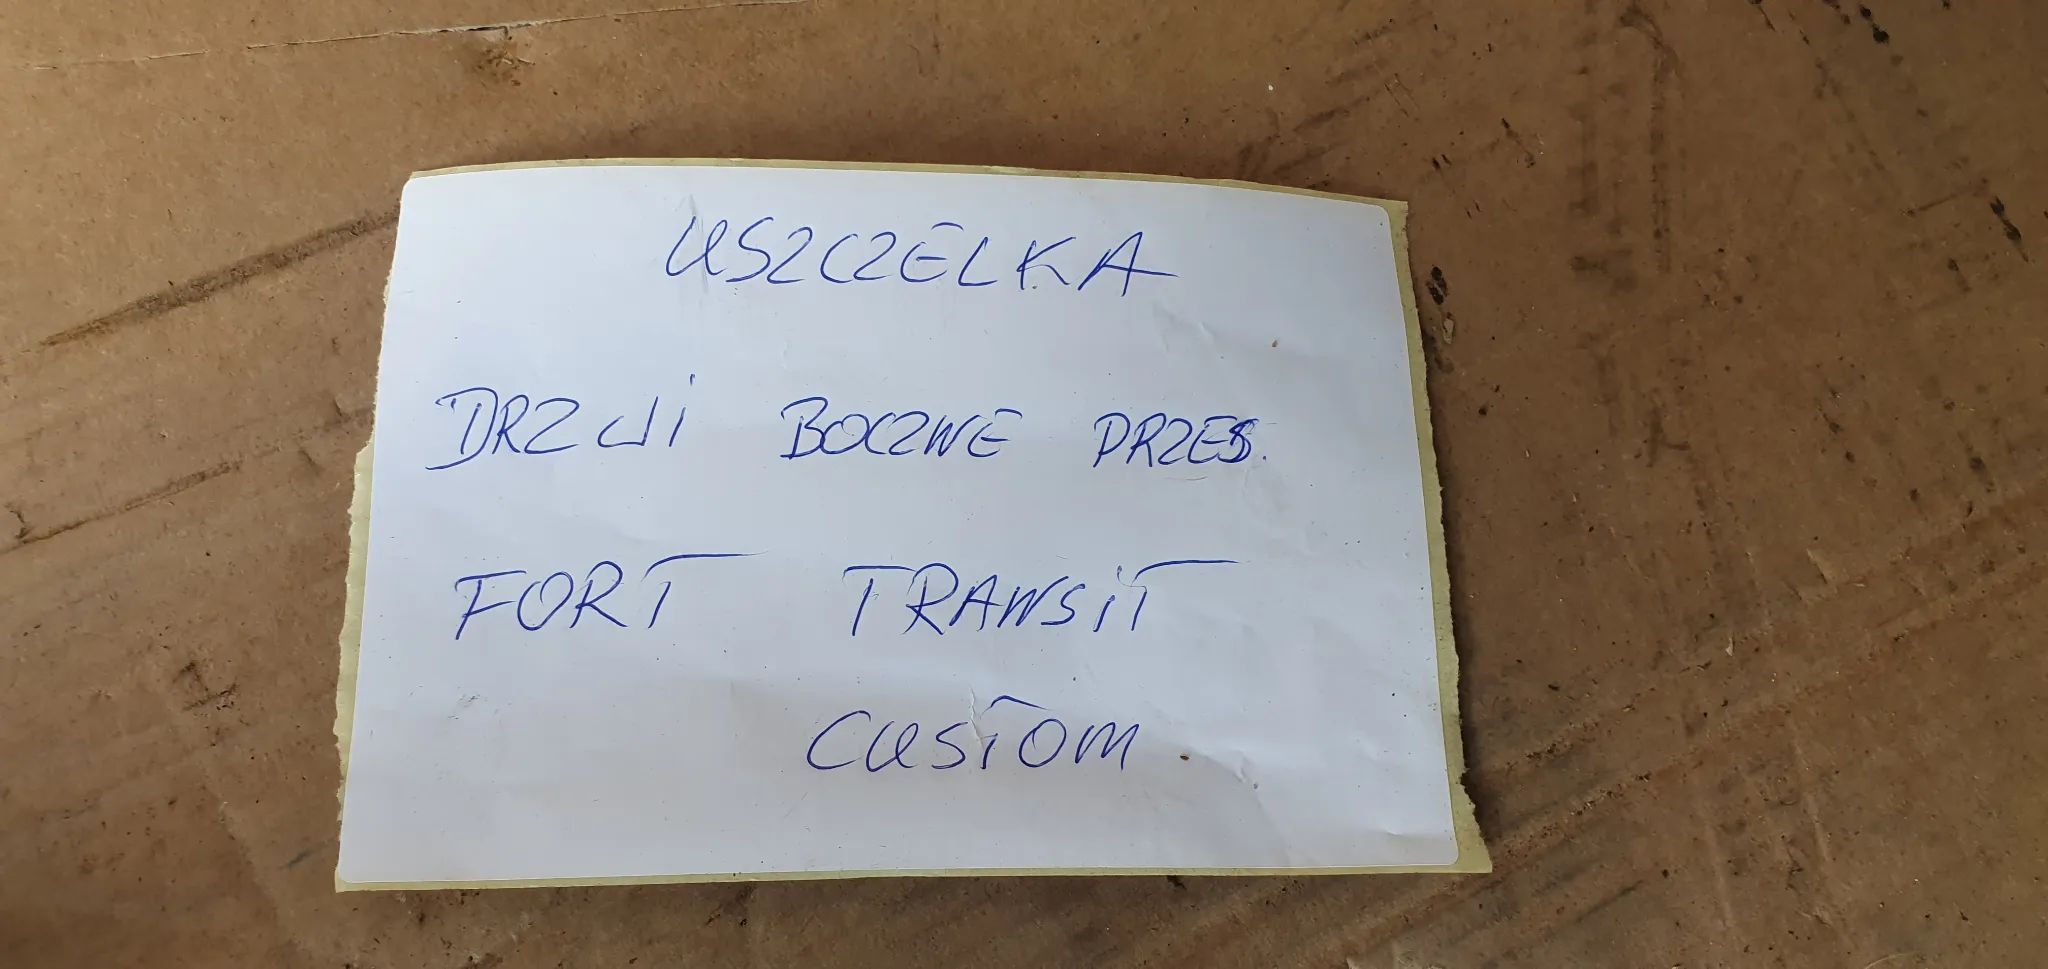 USZCZELKA
DRZWI BOCZNE PRZES.
FORT TRANSIT
CUSTOM.